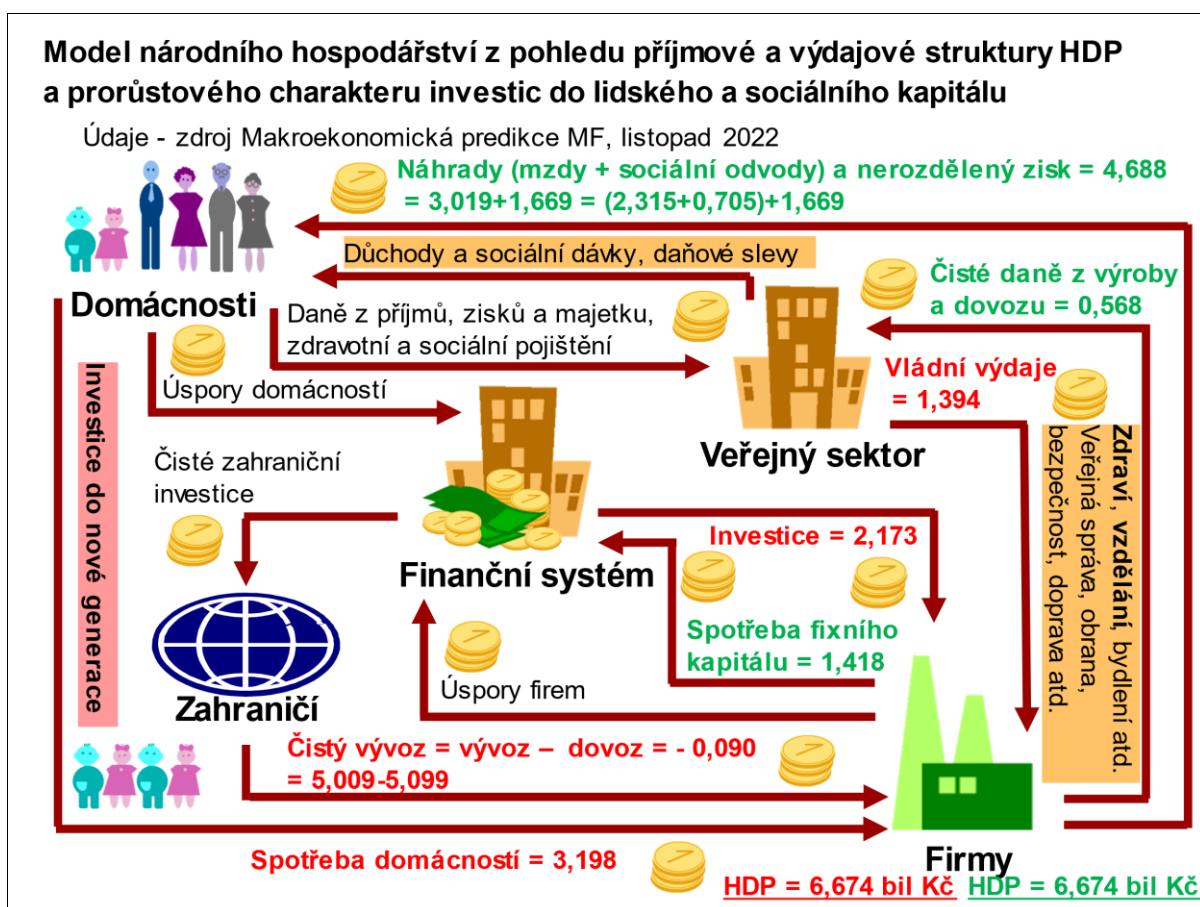 Model národního hospodářství z pohledu příjmové a výdajové struktury HDP
a prorůstového charakteru investic do lidského a sociálního kapitálu
Údaje - zdroj Makroekonomická predikce MF, listopad 2022
Náhrady (mzdy + sociální odvody) a nerozdělený zisk = 4,688
= 3,019+1,669 = (2,315+0,705)+1,669
Důchody a sociální dávky, daňové slevy
Čisté daně z výroby
a dovozu = 0,568
Domácnosti
Daně z příjmů, zisků a majetku,
zdravotní a sociální pojištění
Vládní výdaje
= 1,394
Úspory domácností
Investice do nové generace
Veřejný sektor
Zdraví, vzdělání, bydlení atd.
Veřejná správa, obrana,
bezpečnost, doprava atd.
Čisté zahraniční
investice
Investice = 2,173
Finanční systém
Spotřeba fixního
kapitálu = 1,418
Úspory firem
Zahraničí
Čistý vývoz = vývoz – dovoz = - 0,090
= 5,009-5,099
Spotřeba domácností = 3,198
Firmy
HDP = 6,674 bil Kč HDP = 6,674 bil Kč